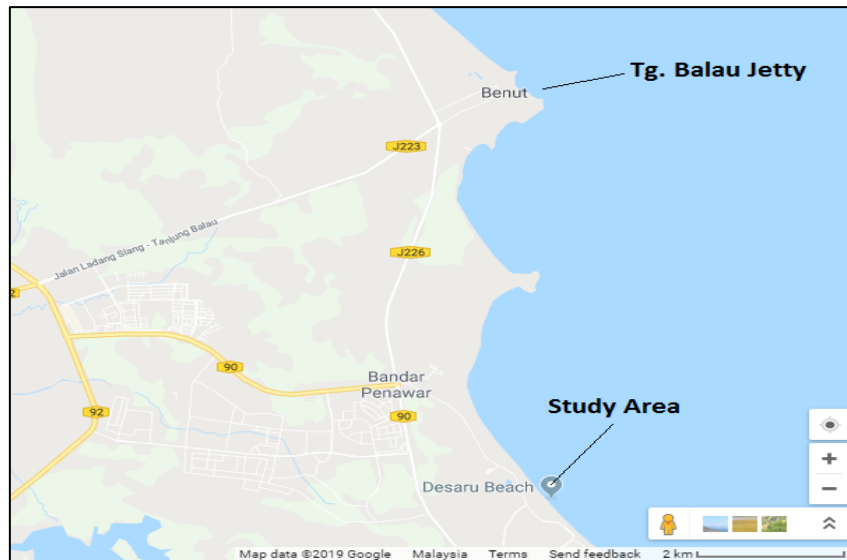 Tg. Balau Jetty
Benut
J223
Jalan Ladang Siang - Tanjung Balau
J226
2
90
Bandar
Penawar
92
90
Study Area
Desaru Beach
Map data ©2019 Google Malaysia Terms Send feedback 2 km